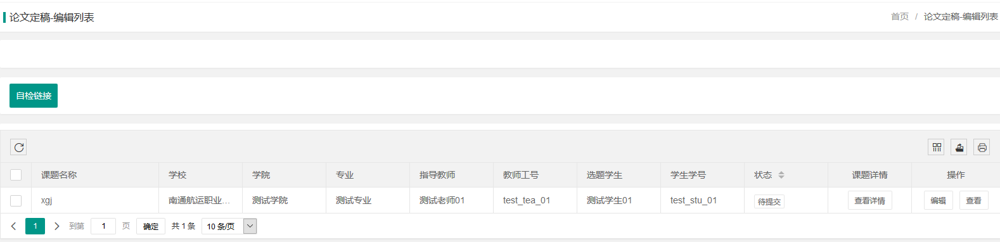 论文定稿-编辑列表
首页 / 论文定稿-编辑列表
自检链接
课题名称 学校 学院 专业 指导教师 教师工号 选题学生 学生学号 状态 课题详情 操作
xgj 南通航运职业... 测试学院 测试专业 测试老师01 test_tea_01 测试学生01 test_stu_01 待提交 查看详情 编辑 查看
1 到第 1 页 确定 共 1 条 10 条/页